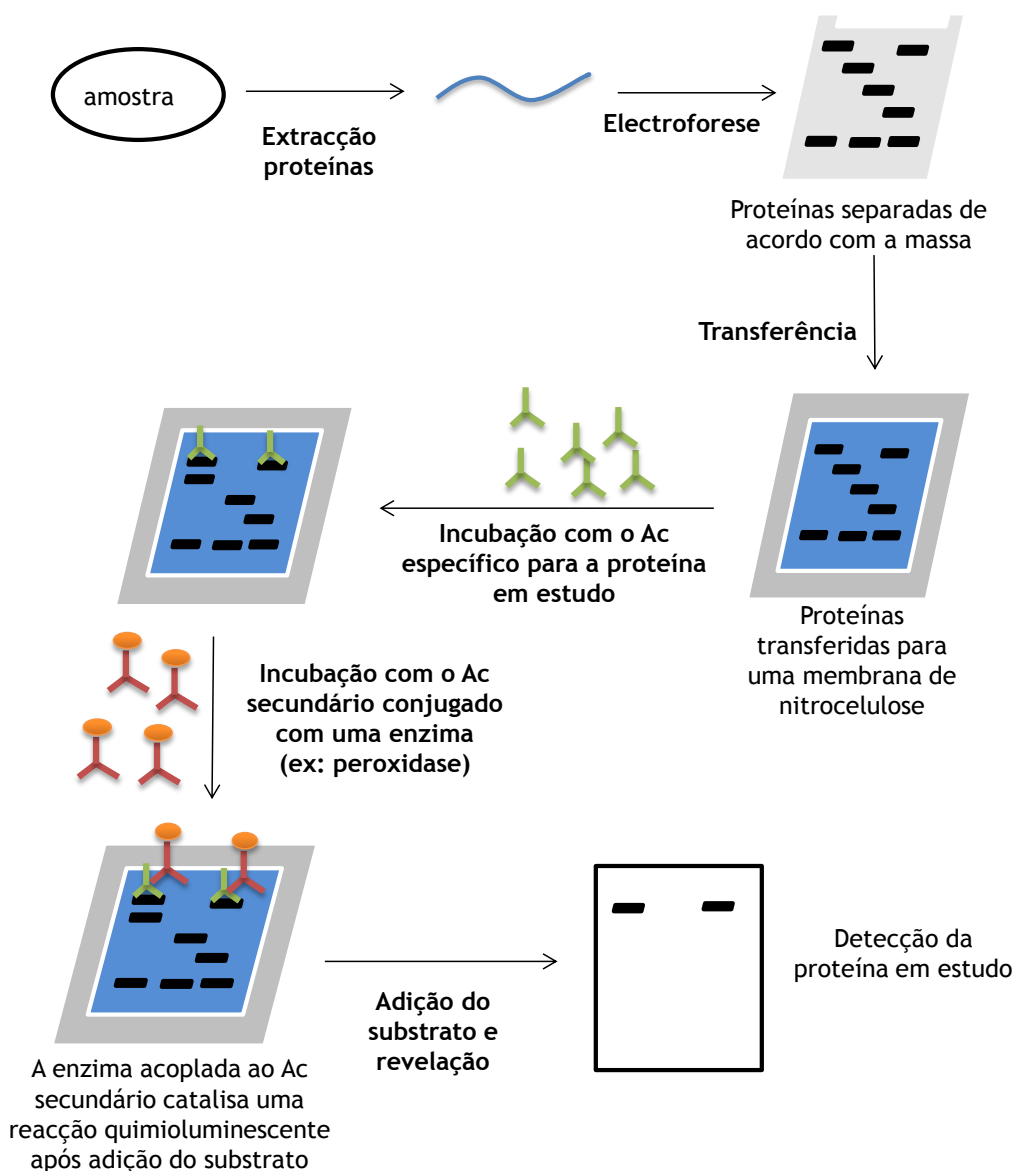 amostra
Extracção
proteínas
Electroforese
Proteínas separadas de
acordo com a massa
Transferência
Proteínas
transferidas para
uma membrana de
nitrocelulose
Incubação com o Ac
específico para a proteína
em estudo
Incubação com o Ac
secundário conjugado
com uma enzima
(ex: peroxidase)
A enzima acoplada ao Ac
secundário catalisa uma
reacção quimioluminescente
após adição do substrato
Adição do
substrato e
revelação
Detecção da
proteína em estudo